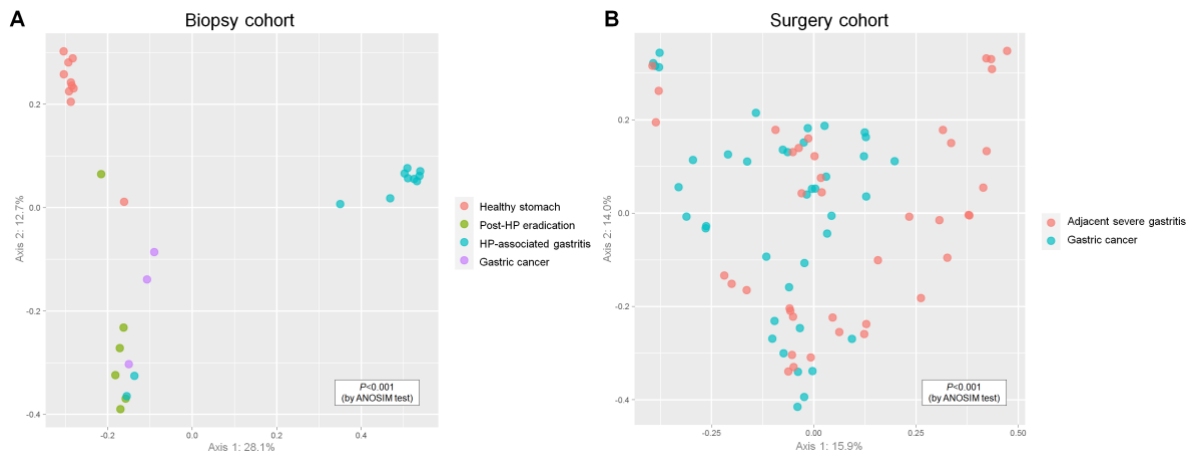 A
Biopsy cohort
0.2
0.0
-0.2
-0.4
Axis 2: 12.7%
-0.2
0.0
0.2
0.4
Axis 1: 28.1%
P<0.001
(by ANOSIM test)
Healthy stomach
Post-HP eradication
HP-associated gastritis
Gastric cancer
B
Surgery cohort
0.2
0.0
-0.2
-0.4
Axis 2: 14.0%
-0.25
0.00
0.25
0.50
Axis 1: 15.9%
P<0.001
(by ANOSIM test)
Adjacent severe gastritis
Gastric cancer